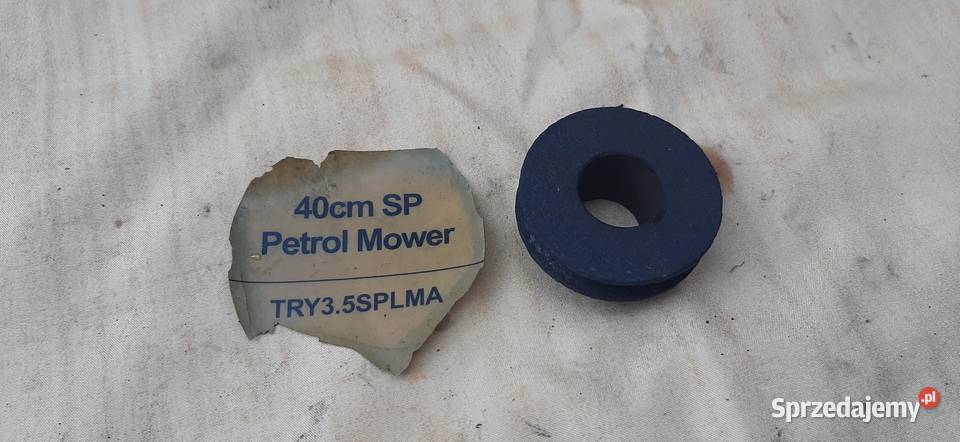 40cm SP
Petrol Mower
TRY3.5SPLMA
Sprzedajemy.pl